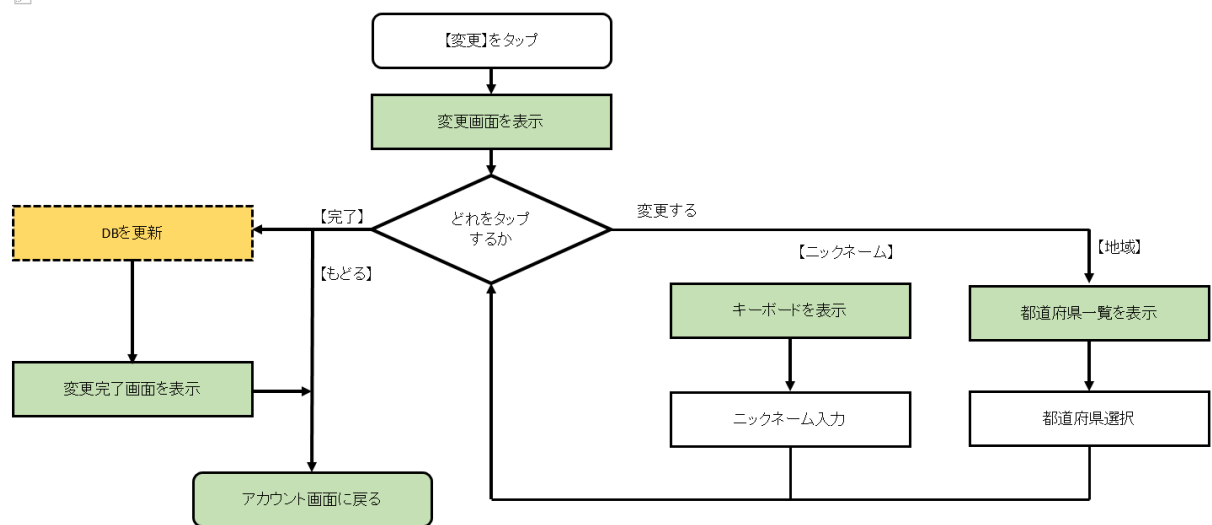 【変更】をタップ
変更画面を表示
どれをタップ
するか
【完了】
変更する
DBを更新
【もどる】
【ニックネーム】
【地域】
キーボードを表示
都道府県一覧を表示
変更完了画面を表示
ニックネーム入力
都道府県選択
アカウント画面に戻る